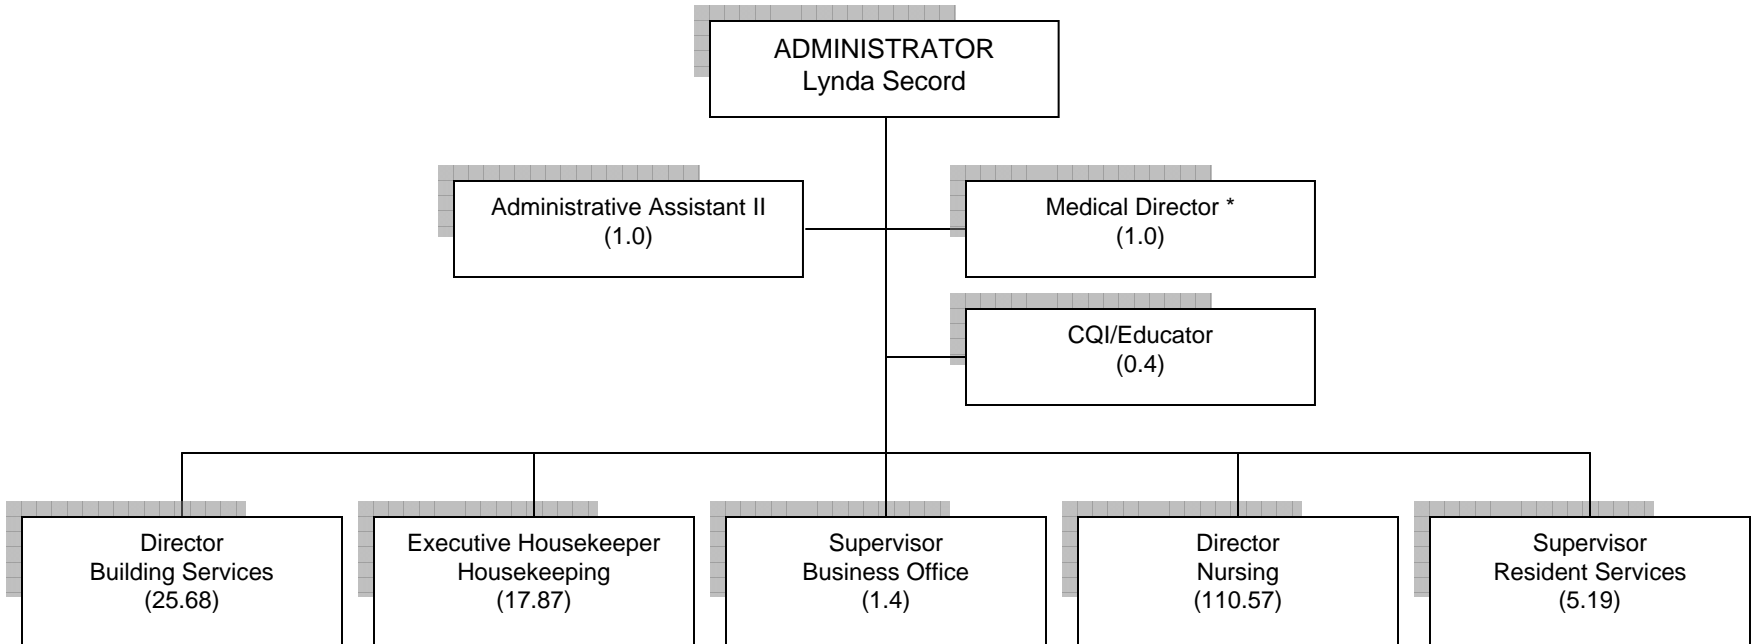 ADMINISTRATOR
Lynda Secord
Administrative Assistant II
(1.0)
Medical Director *
(1.0)
CQI/Educator
(0.4)
Director
Building Services
(25.68)
Executive Housekeeper
Housekeeping
(17.87)
Supervisor
Business Office
(1.4)
Director
Nursing
(110.57)
Supervisor
Resident Services
(5.19)